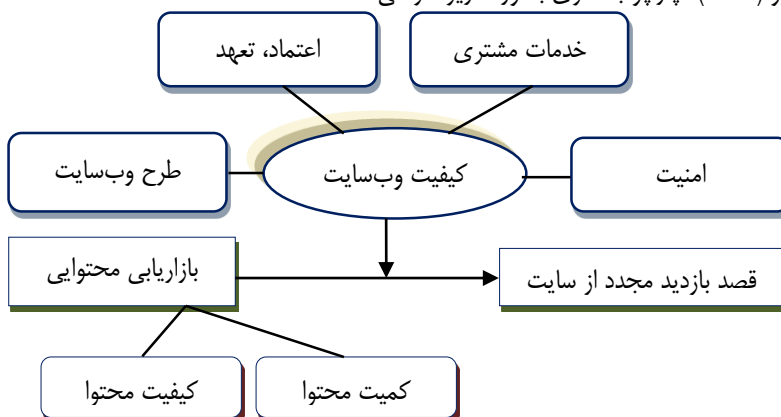 خدمات مشتری
اعتماد، تعهد
امنیت
کیفیت وب‌سایت
طرح وب‌سایت
بازاریابی محتوایی
قصد بازدید مجدد از سایت
کمیت محتوا
کیفیت محتوا